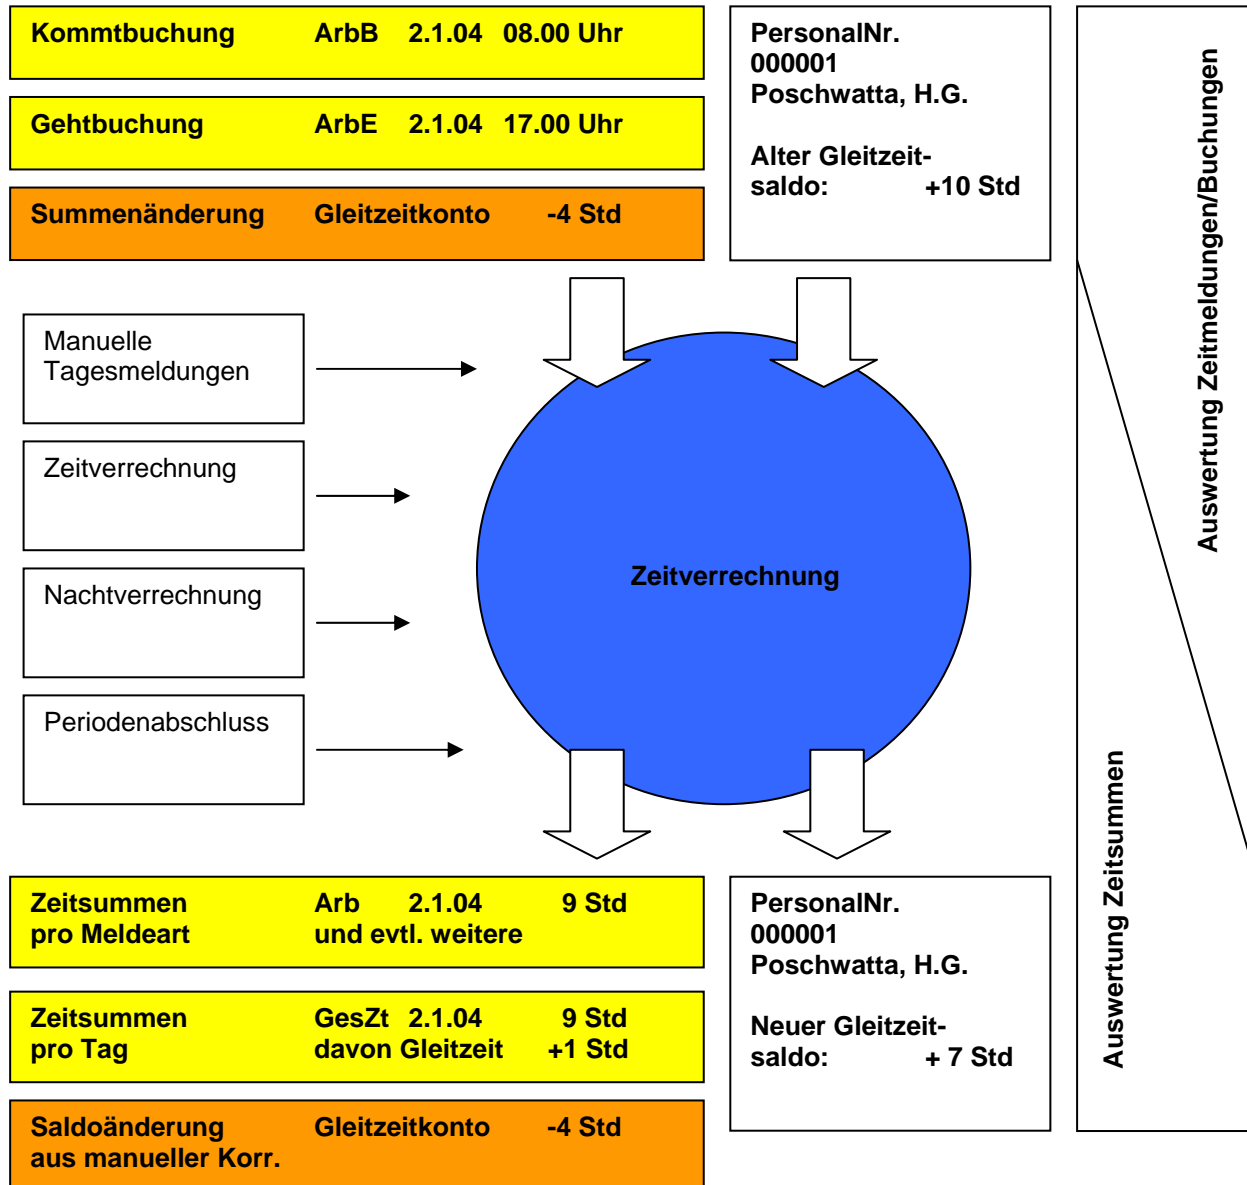 Kommtbuchung ArbB 2.1.04 08.00 Uhr
Gehtbuchung ArbE 2.1.04 17.00 Uhr
Summenänderung Gleitzeitkonto -4 Std
PersonalNr.
000001
Poschwatta, H.G.
Alter Gleitzeit-
saldo: +10 Std
Auswertung Zeitmeldungen/Buchungen
Manuelle
Tagesmeldungen
Zeitverrechnung
Nachtverrechnung
Periodenabschluss
Zeitverrechnung
Auswertung Zeitsummen
Zeitsummen Arb 2.1.04 9 Std
pro Meldeart und evtl. weitere
Zeitsummen GesZt 2.1.04 9 Std
pro Tag davon Gleitzeit +1 Std
Saldoänderung Gleitzeitkonto -4 Std
aus manueller Korr.
PersonalNr.
000001
Poschwatta, H.G.
Neuer Gleitzeit-
saldo: + 7 Std